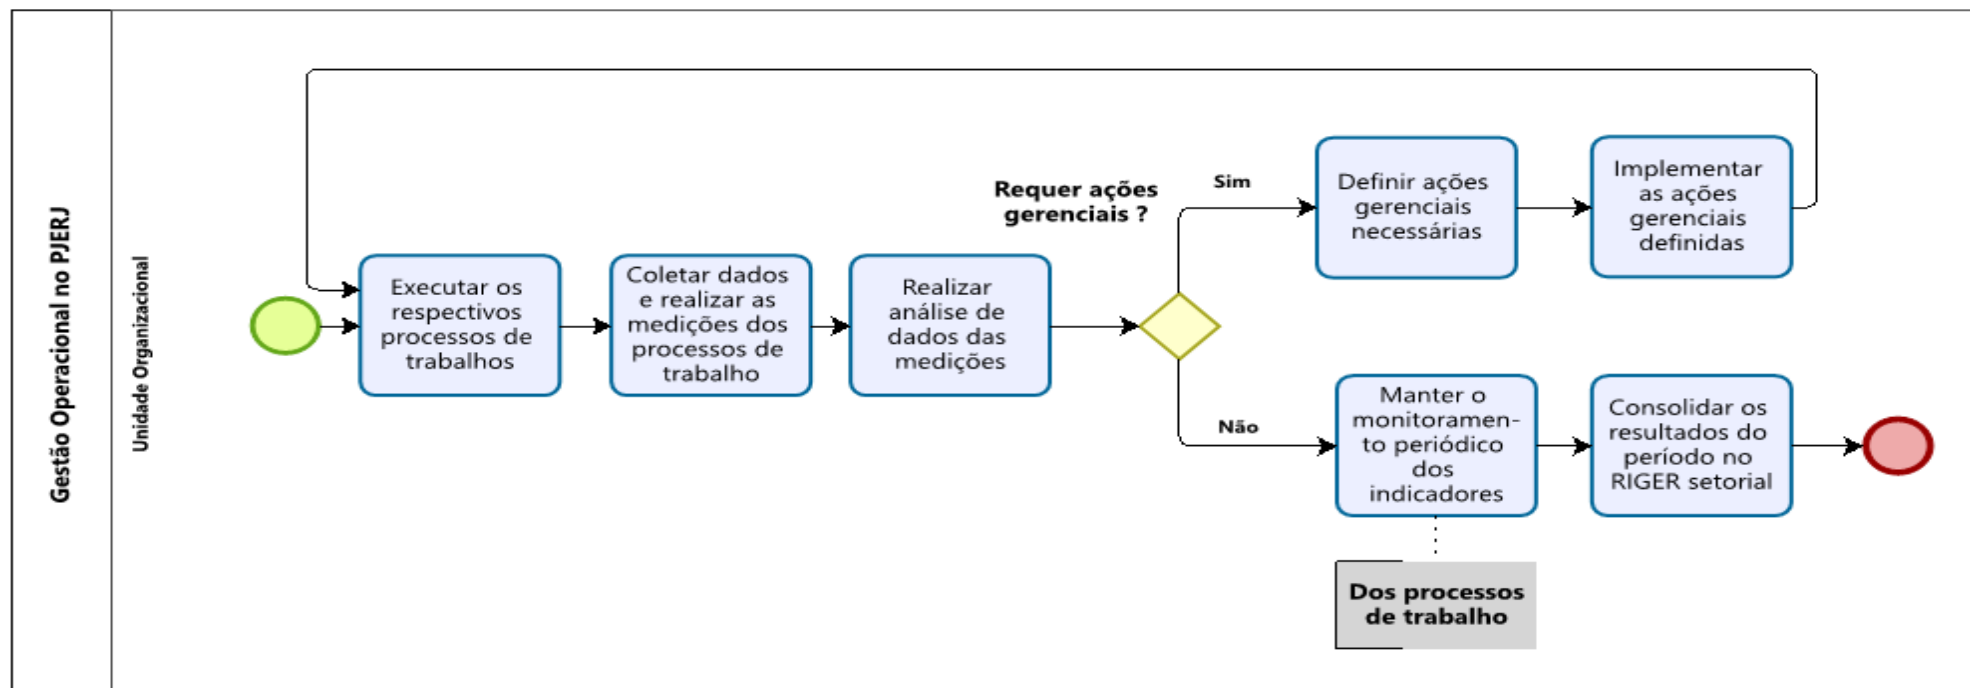 Gestão Operacional no PJERJ
Unidade Organizacional
Executar os
respectivos
processos de
trabalhos
Coletar dados
e realizar as
medições dos
processos de
trabalho
Realizar
análise de
dados das
medições
Requer ações
gerenciais ?
Sim
Definir ações
gerenciais
necessárias
Implementar
as ações
gerenciais
definidas
Não
Manter o
monitoramen-
to periódico
dos
indicadores
Consolidar os
resultados do
período no
RIGER setorial
Dos processos
de trabalho